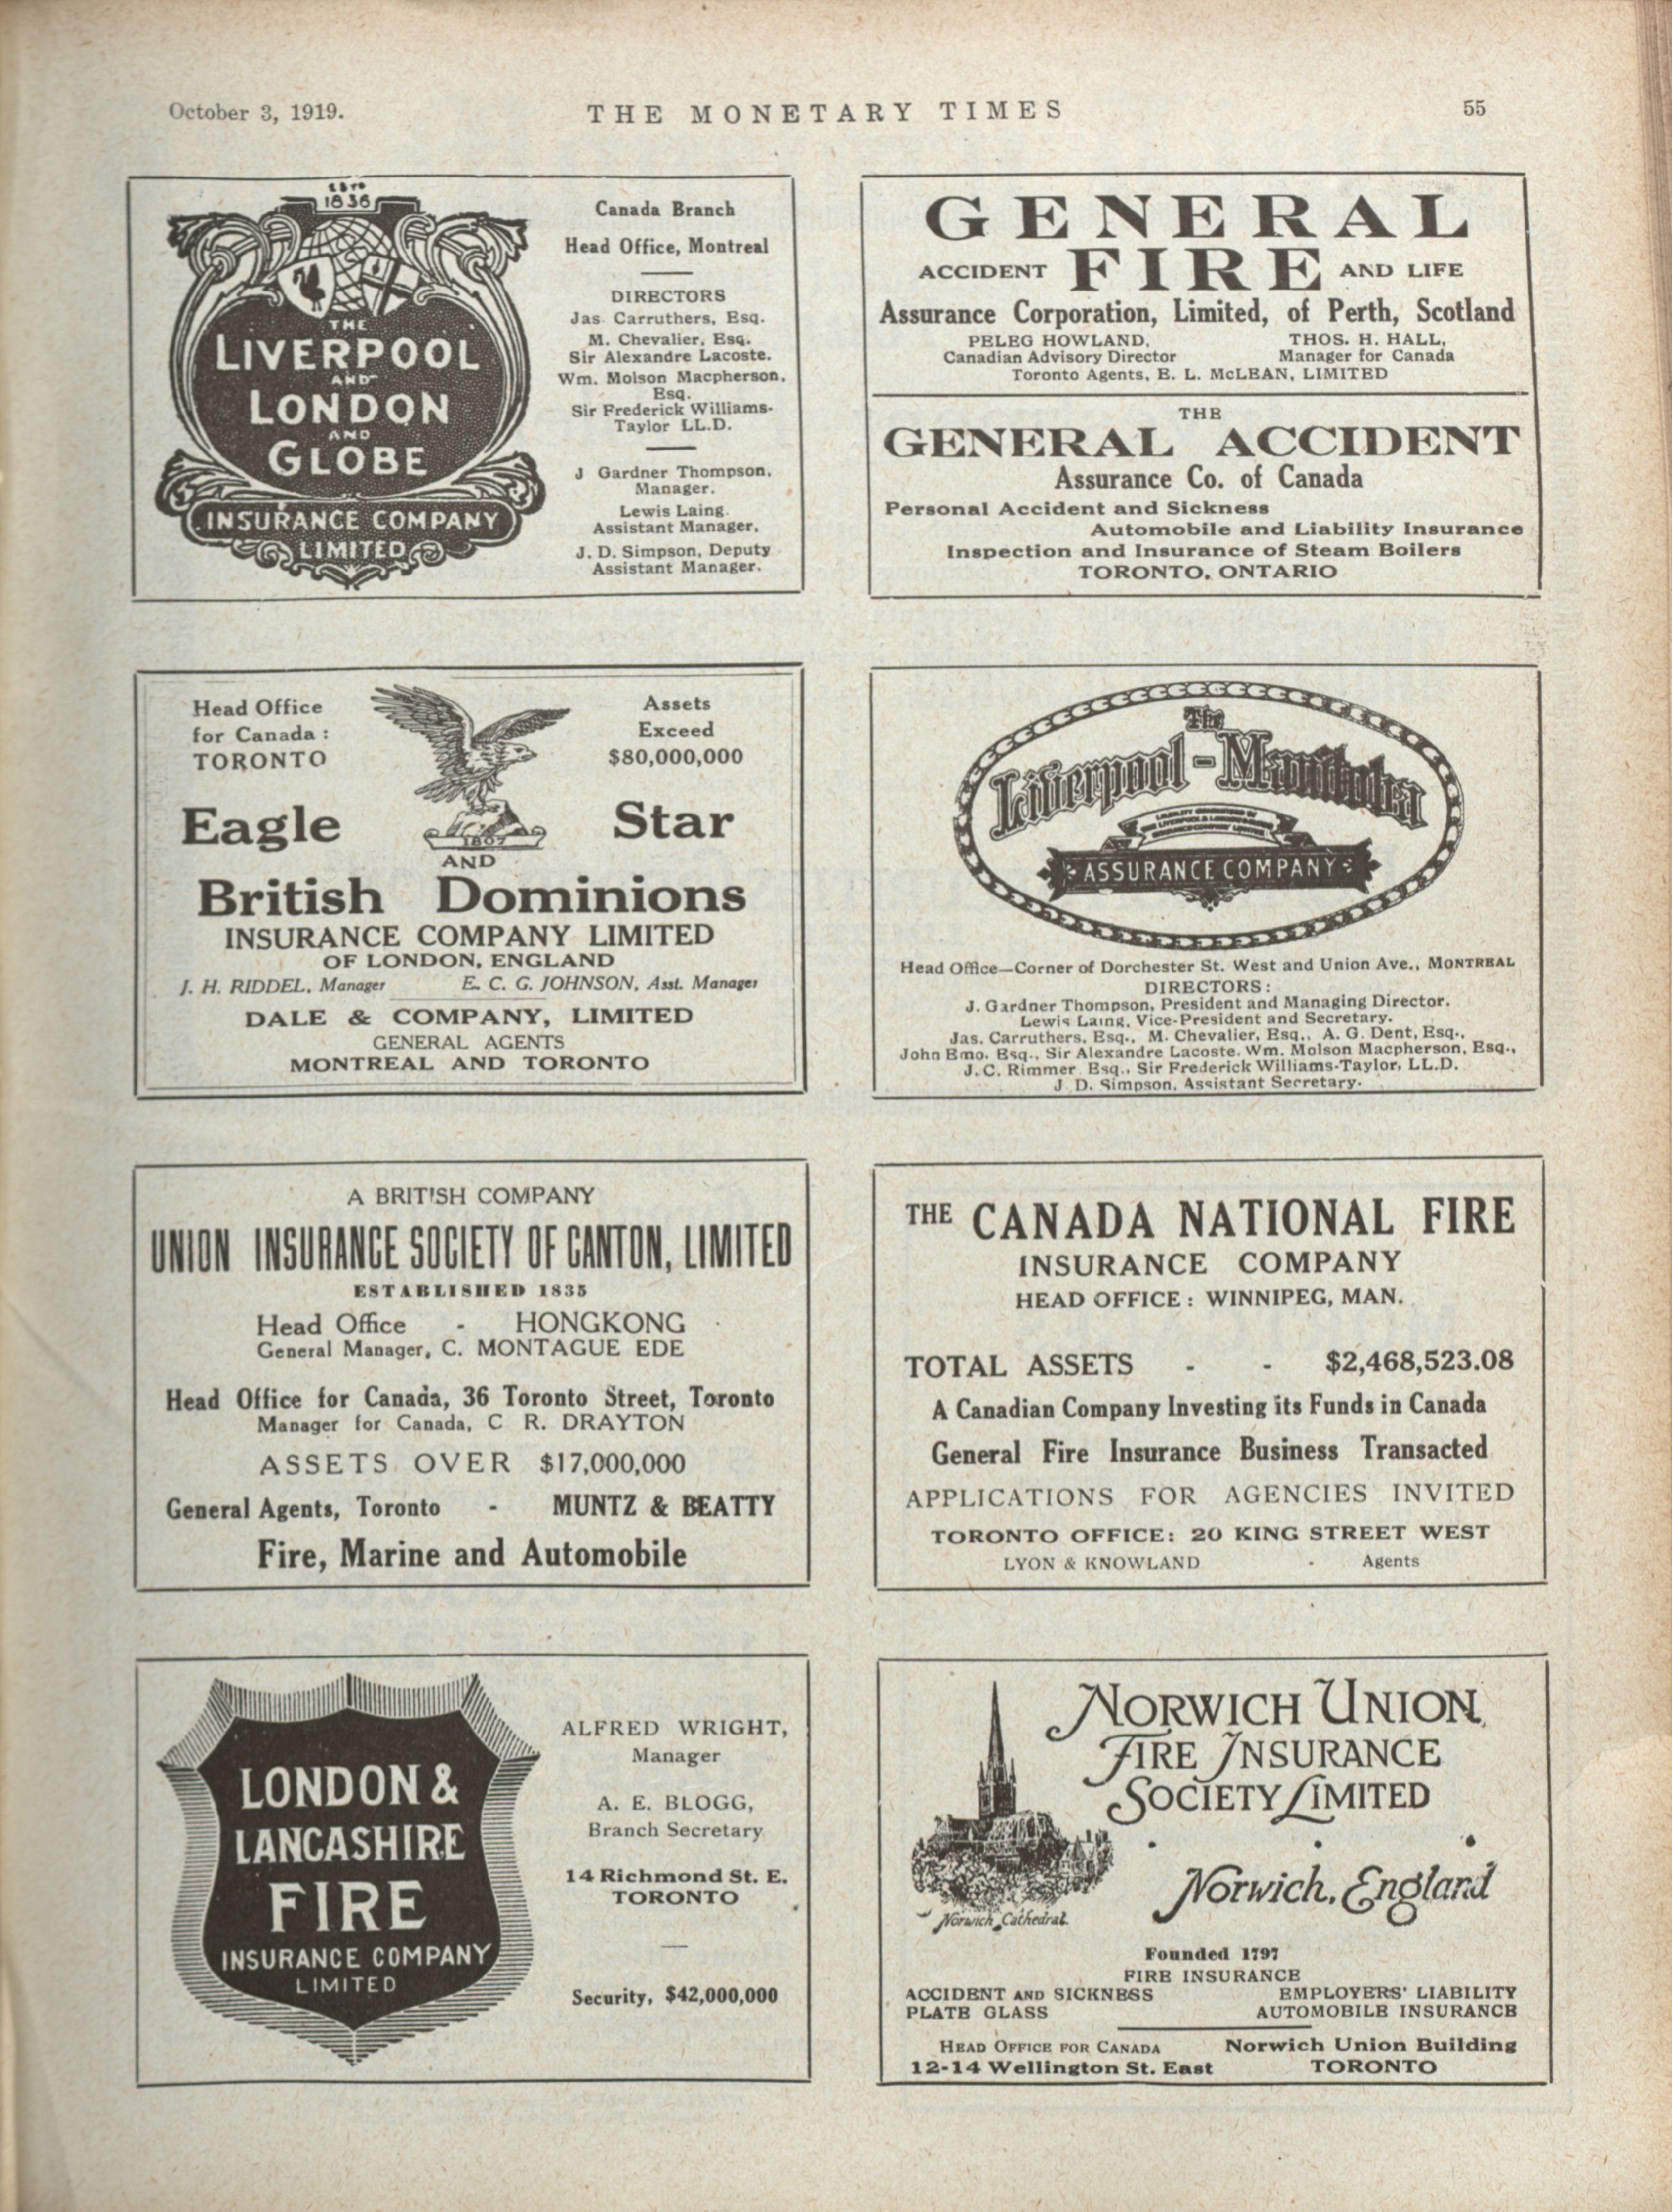 October 3, 1919.
THE MONETARY TIMES
55
ESTD
1836
THE
LIVERPOOL
AND
LONDON
AND
GLOBE
INSURANCE COMPANY
LIMITED
Canada Branch
Head Office, Montreal
DIRECTORS
Jas. Carruthers, Esq.
M. Chevalier, Esq.
Sir Alexandre Lacoste.
Wm. Molson Macpherson,
Esq.
Sir Frederick Williams-
Taylor LL.D.
J Gardner Thompson,
Manager.
Lewis Laing.
Assistant Manager.
J. D. Simpson, Deputy
Assistant Manager.
GENERAL
ACCIDENT FIRE AND LIFE
Assurance Corporation, Limited, of Perth, Scotland
PELEG HOWLAND, THOS. H. HALL,
Canadian Advisory Director Manager for Canada
Toronto Agents, E. L. McLEAN, LIMITED
THE
GENERAL ACCIDENT
Assurance Co. of Canada
Personal Accident and Sickness
Automobile and Liability Insurance
Inspection and Insurance of Steam Boilers
TORONTO, ONTARIO
Head Office
for Canada :
TORONTO
Assets
Exceed
$80,000,000
Eagle Star
1807
AND
British Dominions
INSURANCE COMPANY LIMITED
OF LONDON, ENGLAND
J. H. RIDDEL, Manager E. C. G. JOHNSON, Asst. Manager
DALE & COMPANY, LIMITED
GENERAL AGENTS
MONTREAL AND TORONTO
The
Liverpool-Manitoba
ASSURANCE COMPANY
Head Office—Corner of Dorchester St. West and Union Ave., MONTREAL
DIRECTORS :
J. Gardner Thompson, President and Managing Director.
Lewis Laing, Vice-President and Secretary.
Jas. Carruthers, Esq., M. Chevalier, Esq., A. G. Dent, Esq.,
John Emo, Esq., Sir Alexandre Lacoste, Wm. Molson Macpherson, Esq.,
J. C. Rimmer Esq., Sir Frederick Williams-Taylor, LL.D.
J. D. Simpson, Assistant Secretary.
A BRITISH COMPANY
UNION INSURANCE SOCIETY OF CANTON, LIMITED
ESTABLISHED 1835
Head Office - HONGKONG
General Manager, C. MONTAGUE EDE
Head Office for Canada, 36 Toronto Street, Toronto
Manager for Canada, C R. DRAYTON
ASSETS OVER $17,000,000
General Agents, Toronto - MUNTZ & BEATTY
Fire, Marine and Automobile
THE CANADA NATIONAL FIRE
INSURANCE COMPANY
HEAD OFFICE : WINNIPEG, MAN.
TOTAL ASSETS - - $2,468,523.08
A Canadian Company Investing its Funds in Canada
General Fire Insurance Business Transacted
APPLICATIONS FOR AGENCIES INVITED
TORONTO OFFICE: 20 KING STREET WEST
LYON & KNOWLAND - Agents
LONDON &
LANCASHIRE
FIRE
INSURANCE COMPANY
LIMITED
ALFRED WRIGHT,
Manager
A. E. BLOGG,
Branch Secretary
14 Richmond St. E.
TORONTO
Security, $42,000,000
NORWICH UNION
FIRE INSURANCE
SOCIETY LIMITED
Norwich, England
Norwich Cathedral
Founded 1797
FIRE INSURANCE
ACCIDENT AND SICKNESS EMPLOYERS' LIABILITY
PLATE GLASS AUTOMOBILE INSURANCE
HEAD OFFICE FOR CANADA Norwich Union Building
12-14 Wellington St. East TORONTO